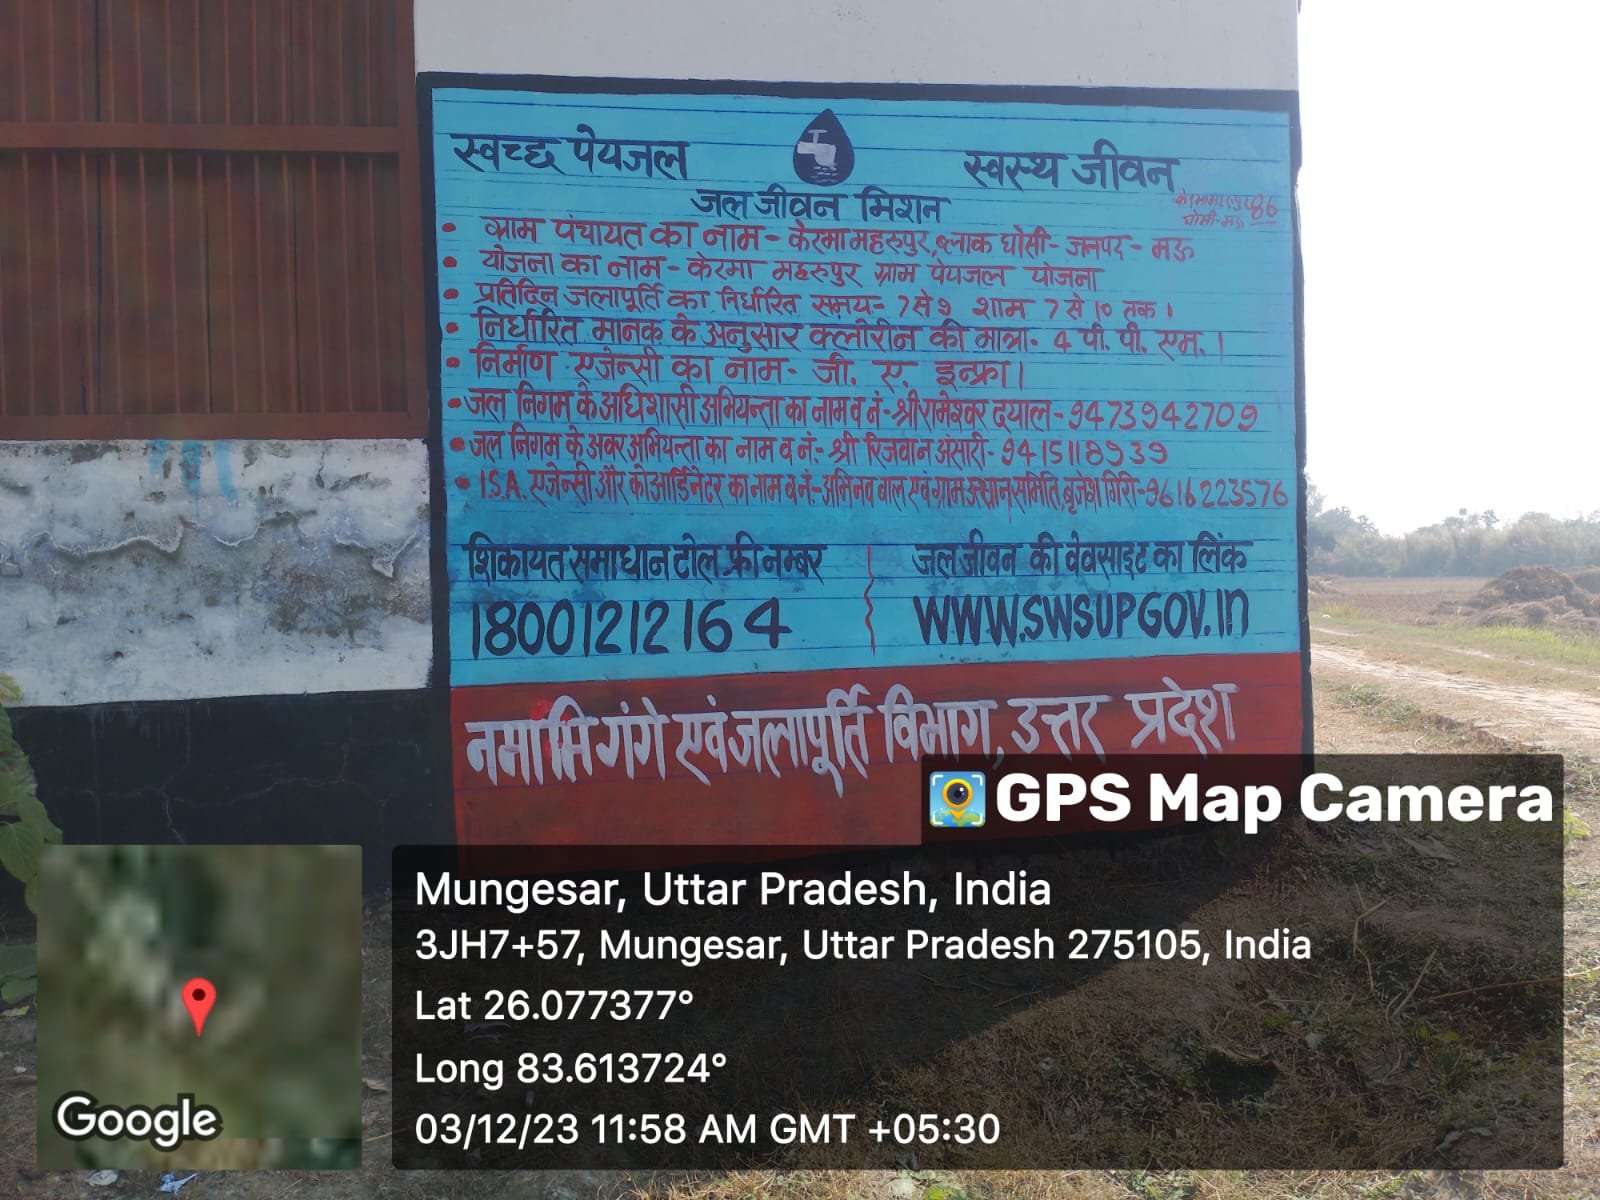 स्वच्छ पेयजल
स्वस्थ जीवन
जल जीवन मिशन
केरमामहरुपुर 86
घोसी-मऊ
• ग्राम पंचायत का नाम - केरमा महरुपुर, ब्लाक घोसी - जनपद - मऊ
• योजना का नाम - केरमा महरुपुर ग्राम पेयजल योजना
• प्रतिदिन जलापूर्ति का निर्धारित समय:- 7 से 9 शाम 7 से 10 तक।
• निर्धारित मानक के अनुसार क्लोरीन की मात्रा- 4 पी. पी. एम.।
• निर्माण एजेन्सी का नाम- जी. ए. इन्फ्रा।
• जल निगम के अधिशासी अभियन्ता का नाम व नं- श्री रामेश्वर दयाल - 9473942709
• जल निगम के अवर अभियन्ता का नाम व नं.- श्री रिजवान अंसारी - 9415118939
• I.S.A. एजेन्सी और कोआर्डिनेटर का नाम व नं.- अभिनव बाल एवं ग्राम उत्थान समिति, बृजेश गिरी - 9616223576
शिकायत समाधान टोल फ्री नम्बर
18001212164
जल जीवन की वेवसाइट का लिंक
WWW.SWSUPGOV.In
नमामि गंगे एवं जलापूर्ति विभाग, उत्तर प्रदेश
GPS Map Camera
Mungesar, Uttar Pradesh, India
3JH7+57, Mungesar, Uttar Pradesh 275105, India
Lat 26.077377°
Long 83.613724°
03/12/23 11:58 AM GMT +05:30
Google